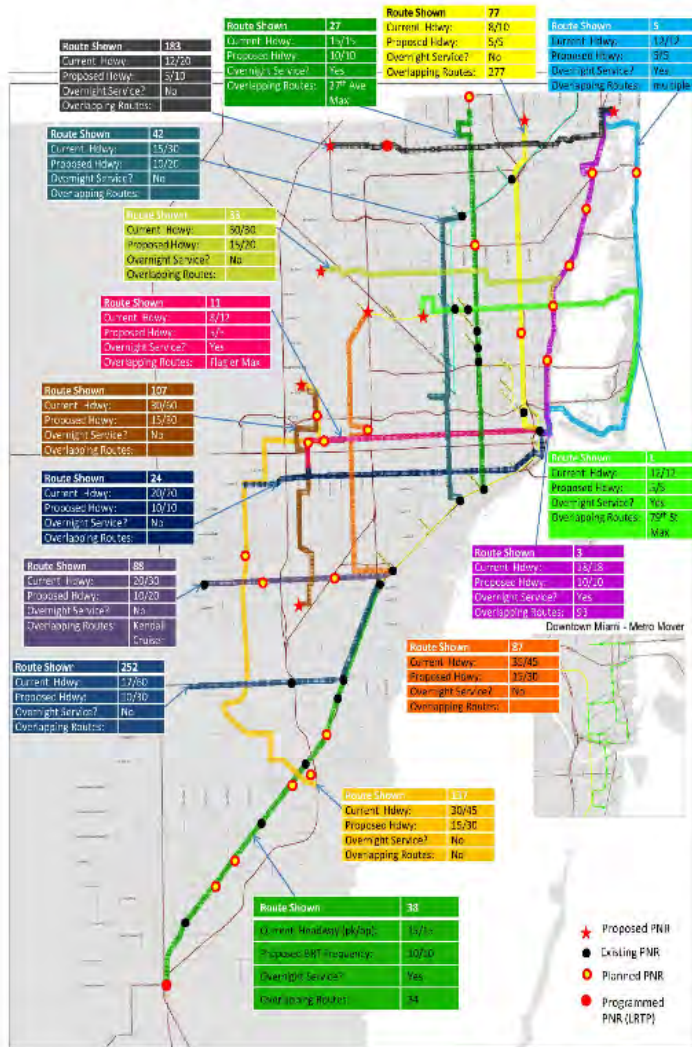 Route Shown 27
Current Hdwy: 15/15
Proposed Hdwy: 10/10
Overnight Service? Yes
Overlapping Routes: 27th Ave
Max
Route Shown 77
Current Hdwy: 8/10
Proposed Hdwy: 5/5
Overnight Service? No
Overlapping Routes: 277
Route Shown
Current Hdwy: 12/12
Proposed Hdwy: 5/5
Overnight Service? Yes
Overlapping Routes: multiple
Route Shown 183
Current Hdwy: 12/20
Proposed Hdwy: 5/10
Overnight Service? No
Overlapping Routes:
Route Shown 42
Current Hdwy: 15/30
Proposed Hdwy: 10/20
Overnight Service? No
Overlapping Routes:
Route Shown
Current Hdwy: 30/30
Proposed Hdwy: 15/20
Overnight Service? No
Overlapping Routes:
Route Shown 11
Current Hdwy: 8/12
Proposed Hdwy: 5/5
Overnight Service? Yes
Overlapping Routes: Flagler Max
Route Shown 107
Current Hdwy: 30/60
Proposed Hdwy: 15/30
Overnight Service? No
Overlapping Routes:
Route Shown 24
Current Hdwy: 20/20
Proposed Hdwy: 10/10
Overnight Service? No
Overlapping Routes:
Route Shown
Current Hdwy: 12/12
Proposed Hdwy: 5/5
Overnight Service? Yes
Overlapping Routes: 79th St
Max
Route Shown 88
Current Hdwy: 20/30
Proposed Hdwy: 10/20
Overnight Service? No
Overlapping Routes: Kendall
Cruiser
Route Shown 3
Current Hdwy: 18/18
Proposed Hdwy: 10/10
Overnight Service? Yes
Overlapping Routes: 93
Downtown Miami - Metro Mover
Route Shown 252
Current Hdwy: 17/60
Proposed Hdwy: 10/30
Overnight Service? No
Overlapping Routes:
Route Shown 87
Current Hdwy:
Proposed Hdwy: 15/30
Overnight Service? No
Overlapping Routes:
Route Shown 137
Current Hdwy: 30/45
Proposed Hdwy: 15/30
Overnight Service? No
Overlapping Routes: No
Route Shown 38
Current Headway (pk/op): 15/15
Proposed BRT Frequency: 10/10
Overnight Service? Yes
Overlapping Routes: 34
Proposed PNR
Existing PNR
Planned PNR
Programmed
PNR (LRTP)